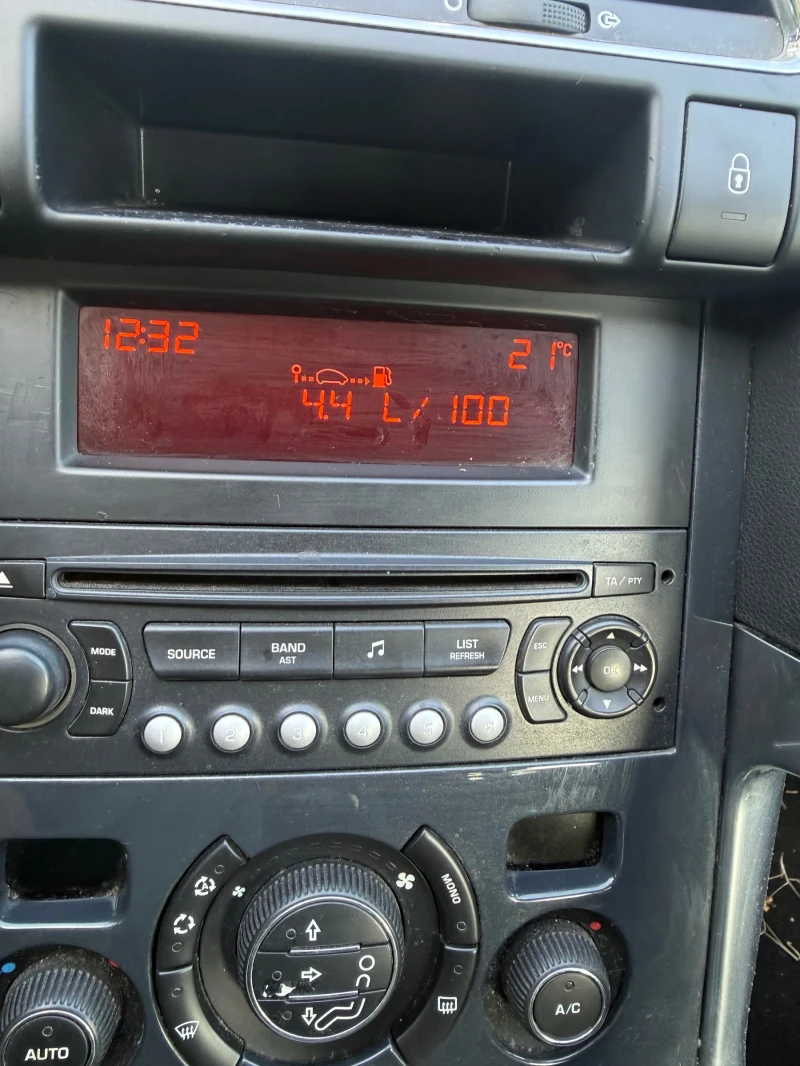 12:32
21°C
4.4 L/100
TA/PTY
MODE
SOURCE
BAND
AST
LIST
REFRESH
ESC
OK
DARK
MENU
1 2 3 4 5 6
MONO
A/C
AUTO